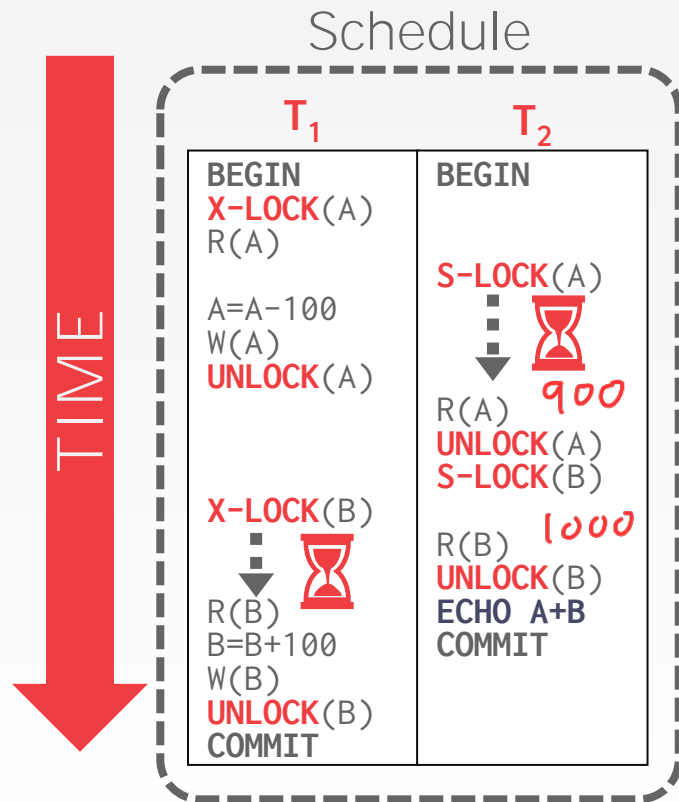 Schedule
TIME
T1
BEGIN
X-LOCK(A)
R(A)
A=A-100
W(A)
UNLOCK(A)
X-LOCK(B)
R(B)
B=B+100
W(B)
UNLOCK(B)
COMMIT
T2
BEGIN
S-LOCK(A)
R(A) 900
UNLOCK(A)
S-LOCK(B)
R(B) 1000
UNLOCK(B)
ECHO A+B
COMMIT